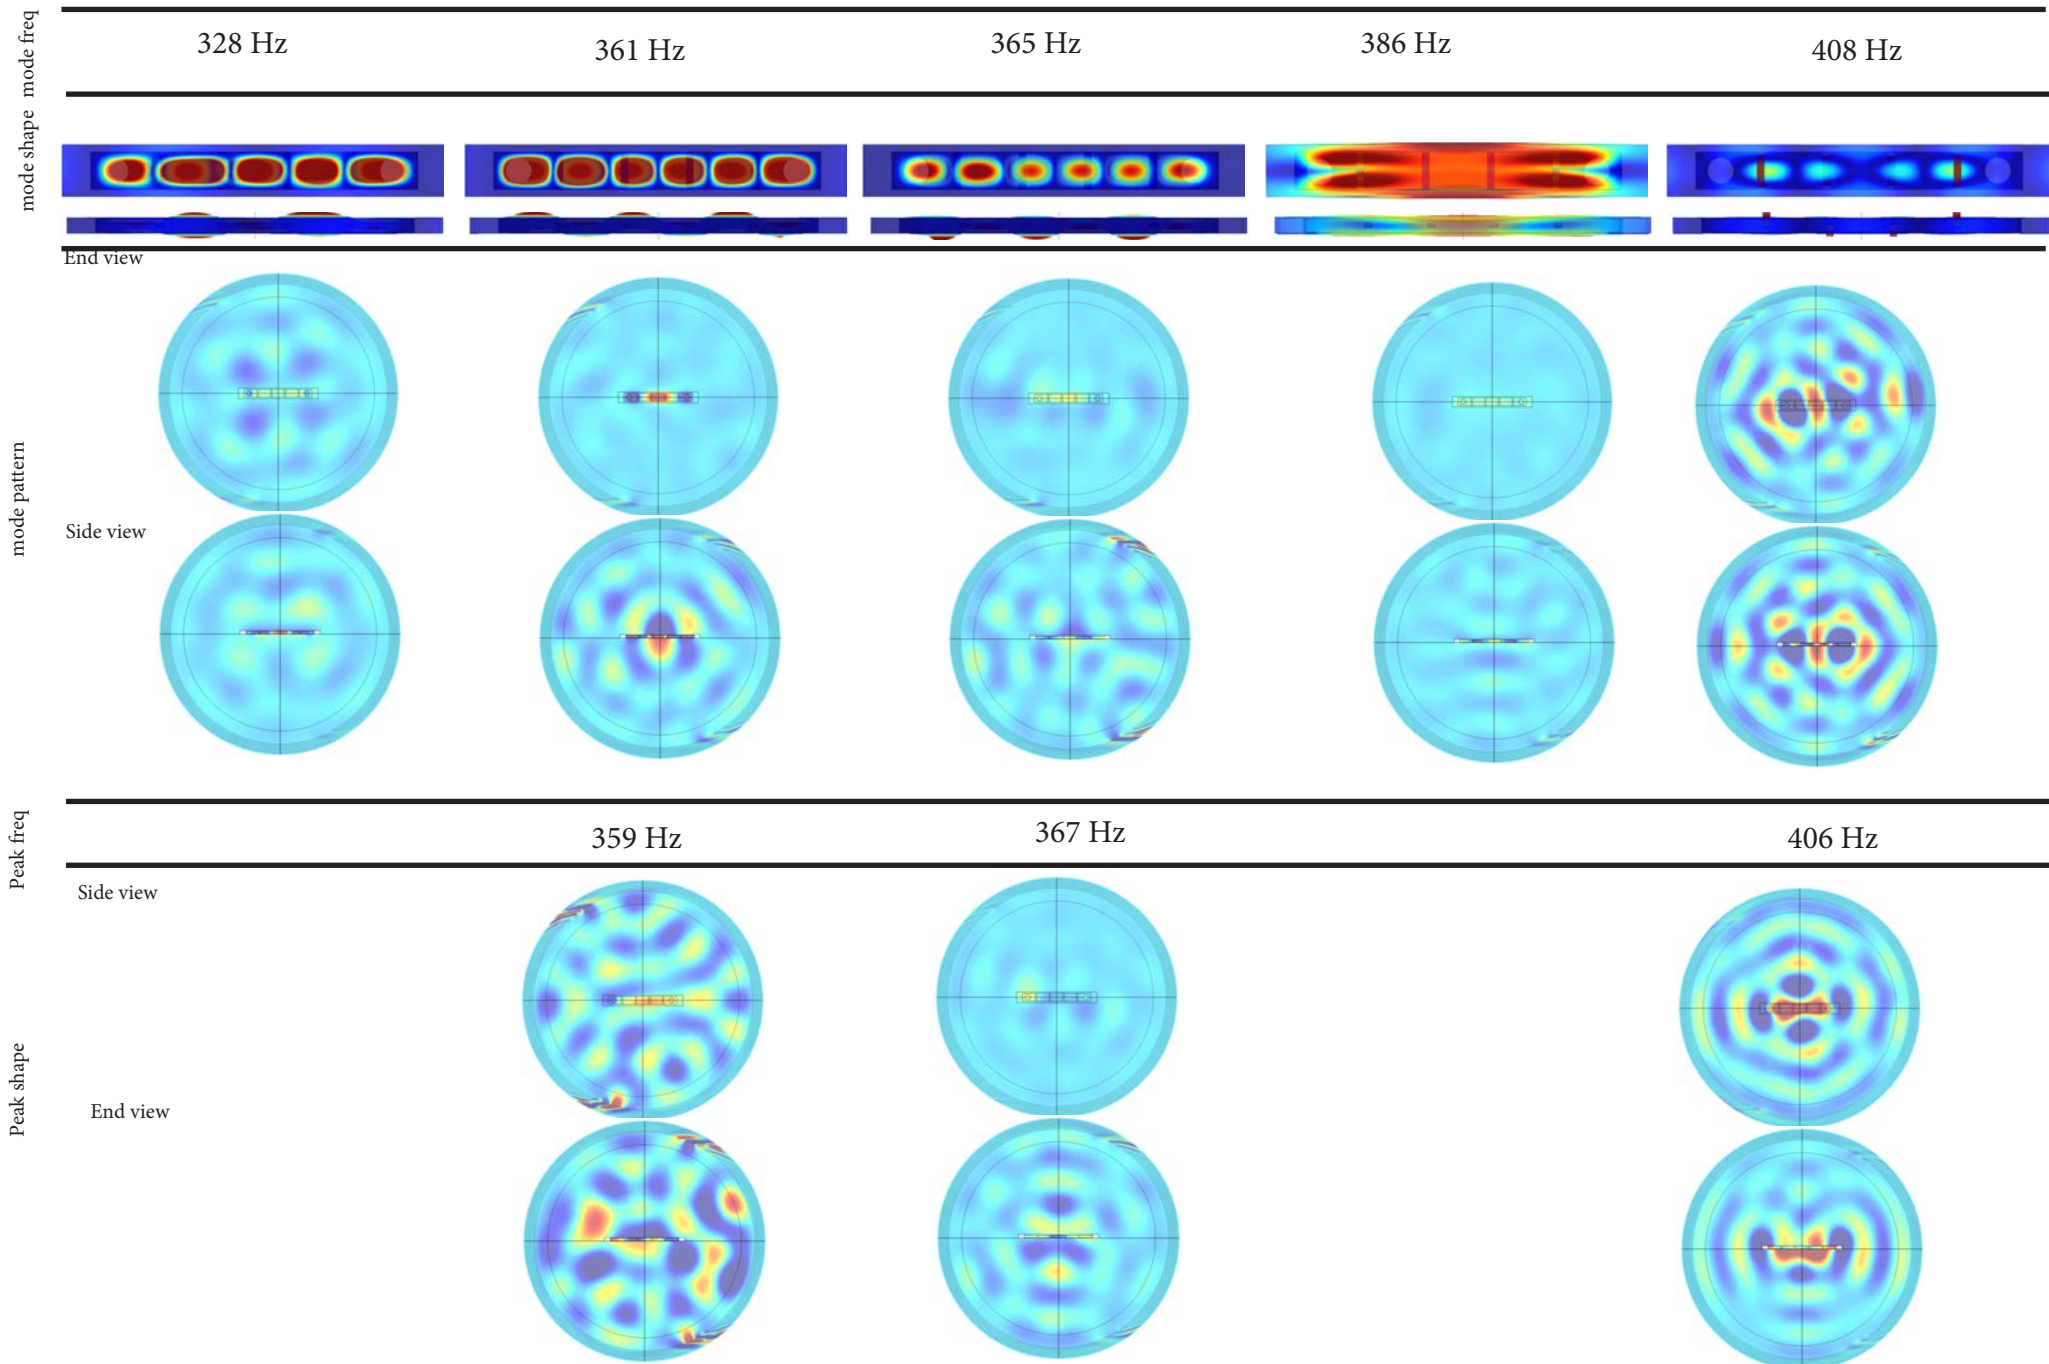 mode freq
328 Hz
361 Hz
365 Hz
386 Hz
408 Hz
mode shape
End view
mode pattern
Side view
Peak freq
359 Hz
367 Hz
406 Hz
Side view
Peak shape
End view